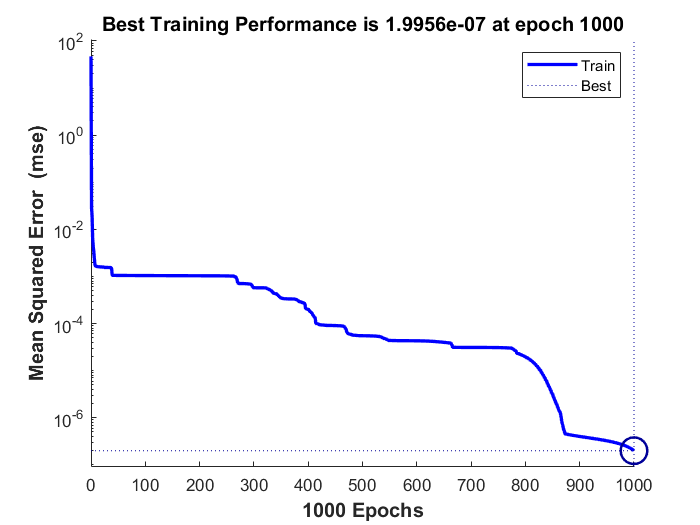 Best Training Performance is 1.9956e-07 at epoch 1000
Mean Squared Error (mse)
10^2
10^0
10^-2
10^-4
10^-6
Train
Best
0 100 200 300 400 500 600 700 800 900 1000
1000 Epochs